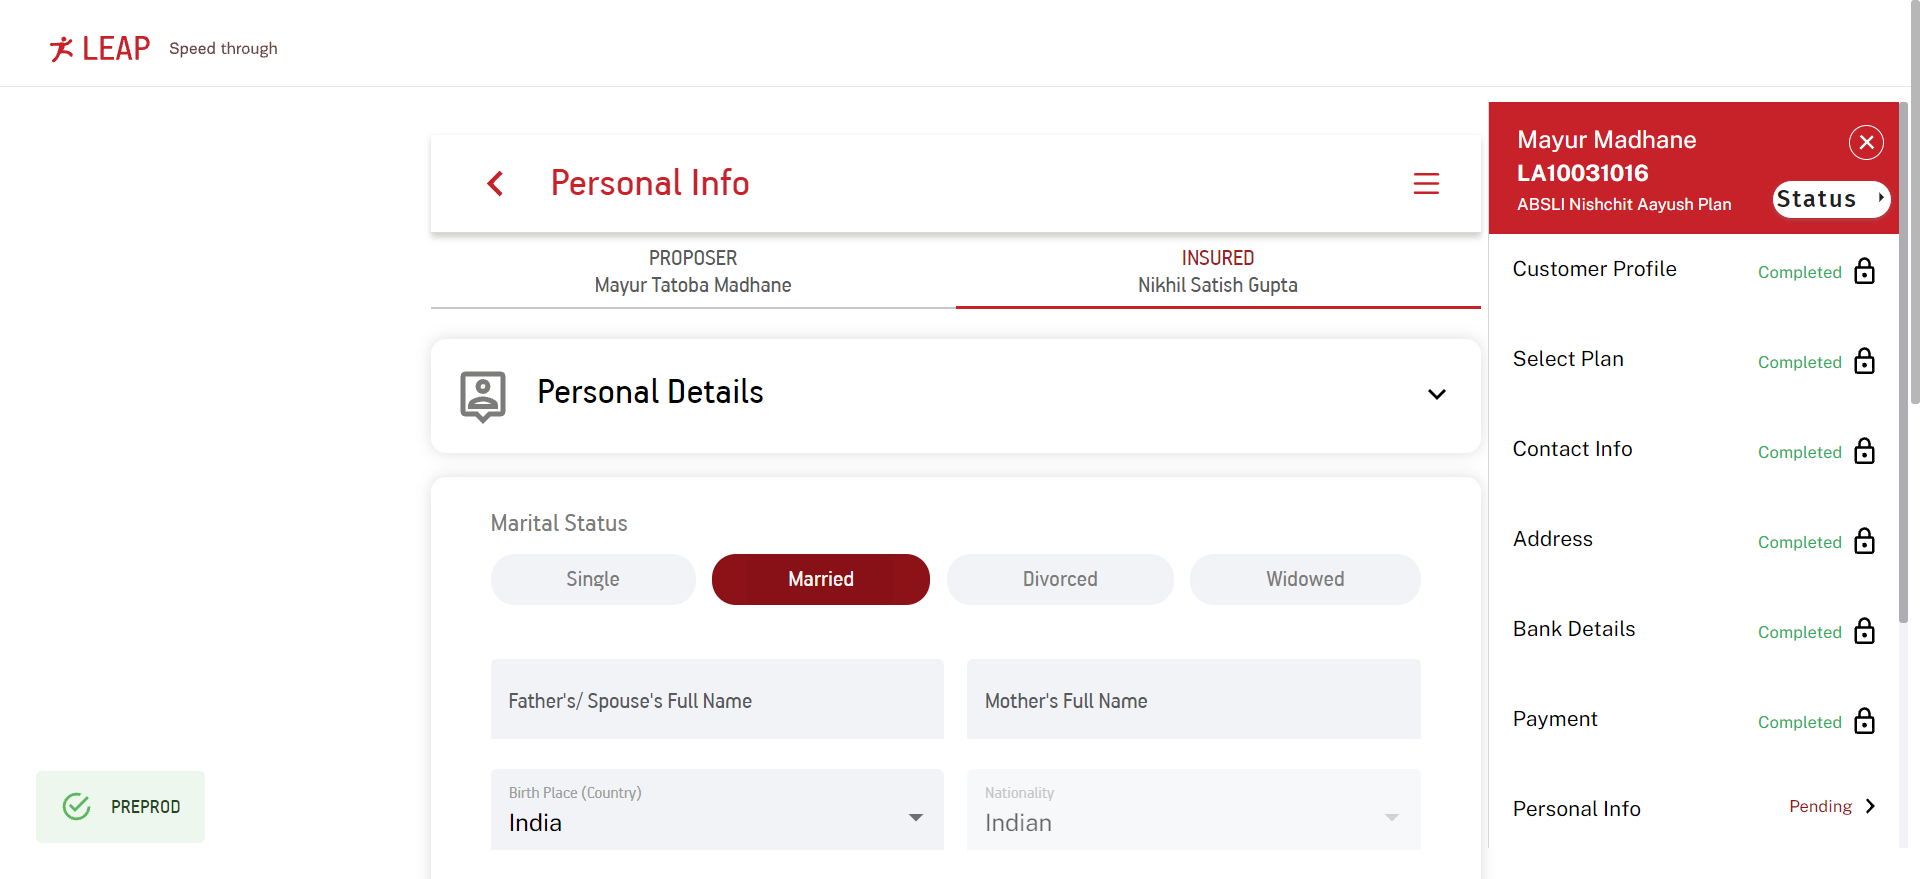 LEAP Speed through
Personal Info
PROPOSER
Mayur Tatoba Madhane
INSURED
Nikhil Satish Gupta
Personal Details
Marital Status
Single Married Divorced Widowed
Father's/ Spouse's Full Name
Mother's Full Name
Birth Place (Country)
India
Nationality
Indian
PREPROD
Mayur Madhane
LA10031016
ABSLI Nishchit Aayush Plan
Status
Customer Profile Completed
Select Plan Completed
Contact Info Completed
Address Completed
Bank Details Completed
Payment Completed
Personal Info Pending